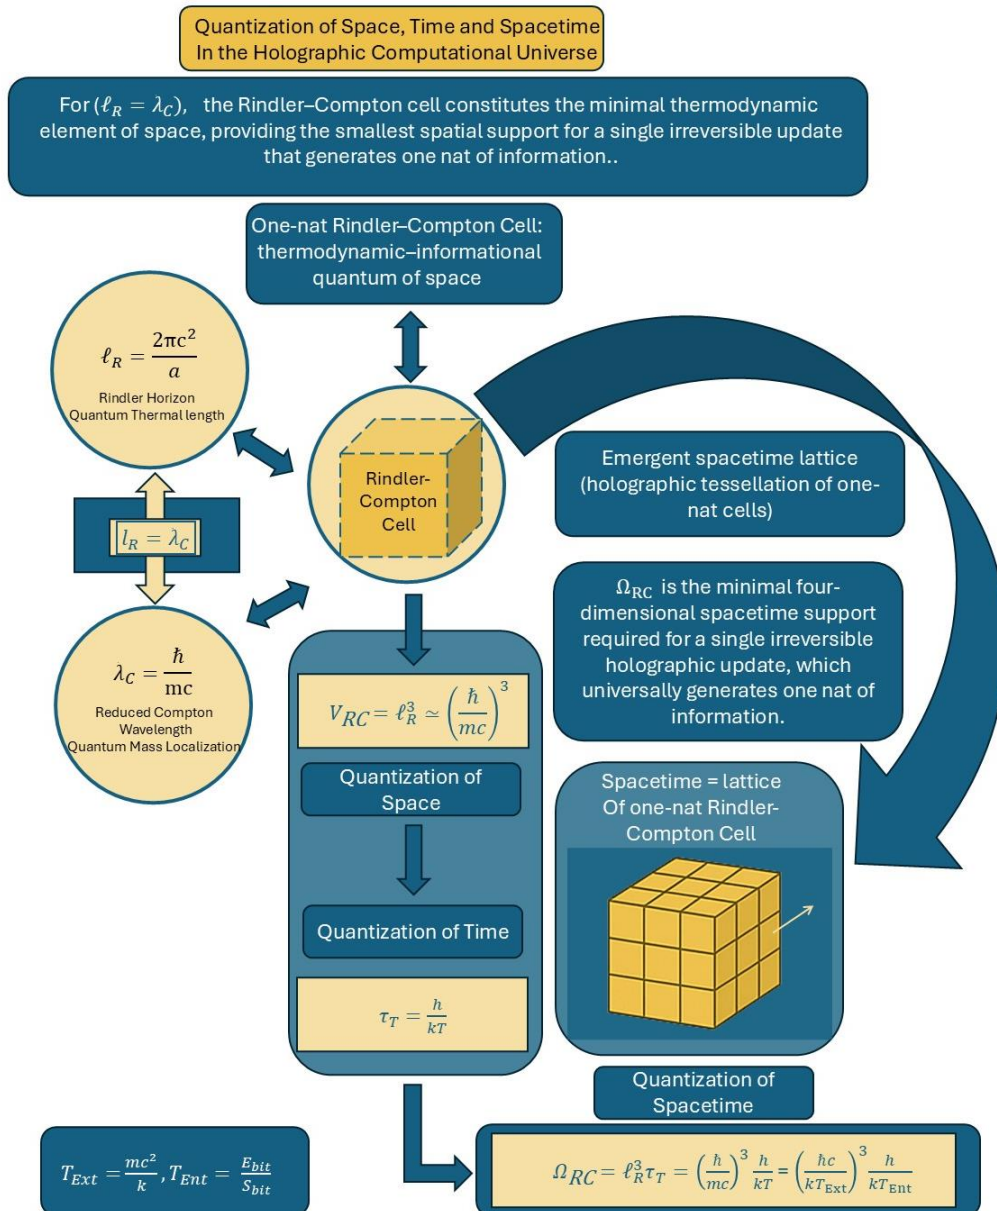 Quantization of Space, Time and Spacetime
In the Holographic Computational Universe
For (ℓ_R = λ_C), the Rindler–Compton cell constitutes the minimal thermodynamic
element of space, providing the smallest spatial support for a single irreversible update
that generates one nat of information..
One-nat Rindler–Compton Cell:
thermodynamic–informational
quantum of space
ℓ_R = 2πc²/a
Rindler Horizon
Quantum Thermal length
Rindler-
Compton
Cell
l_R = λ_C
λ_C = ħ/mc
Reduced Compton
Wavelength
Quantum Mass Localization
Emergent spacetime lattice
(holographic tessellation of one-
nat cells)
Ω_RC is the minimal four-
dimensional spacetime support
required for a single irreversible
holographic update, which
universally generates one nat of
information.
V_RC = ℓ_R³ ≃ (ħ/mc)³
Quantization of
Space
Quantization of Time
τ_T = h/kT
Spacetime = lattice
Of one-nat Rindler-
Compton Cell
Quantization of
Spacetime
T_Ext = mc²/k, T_Ent = E_bit/S_bit
Ω_RC = ℓ_R³τ_T = (ħ/mc)³ h/kT = (ħc/kT_Ext)³ h/kT_Ent